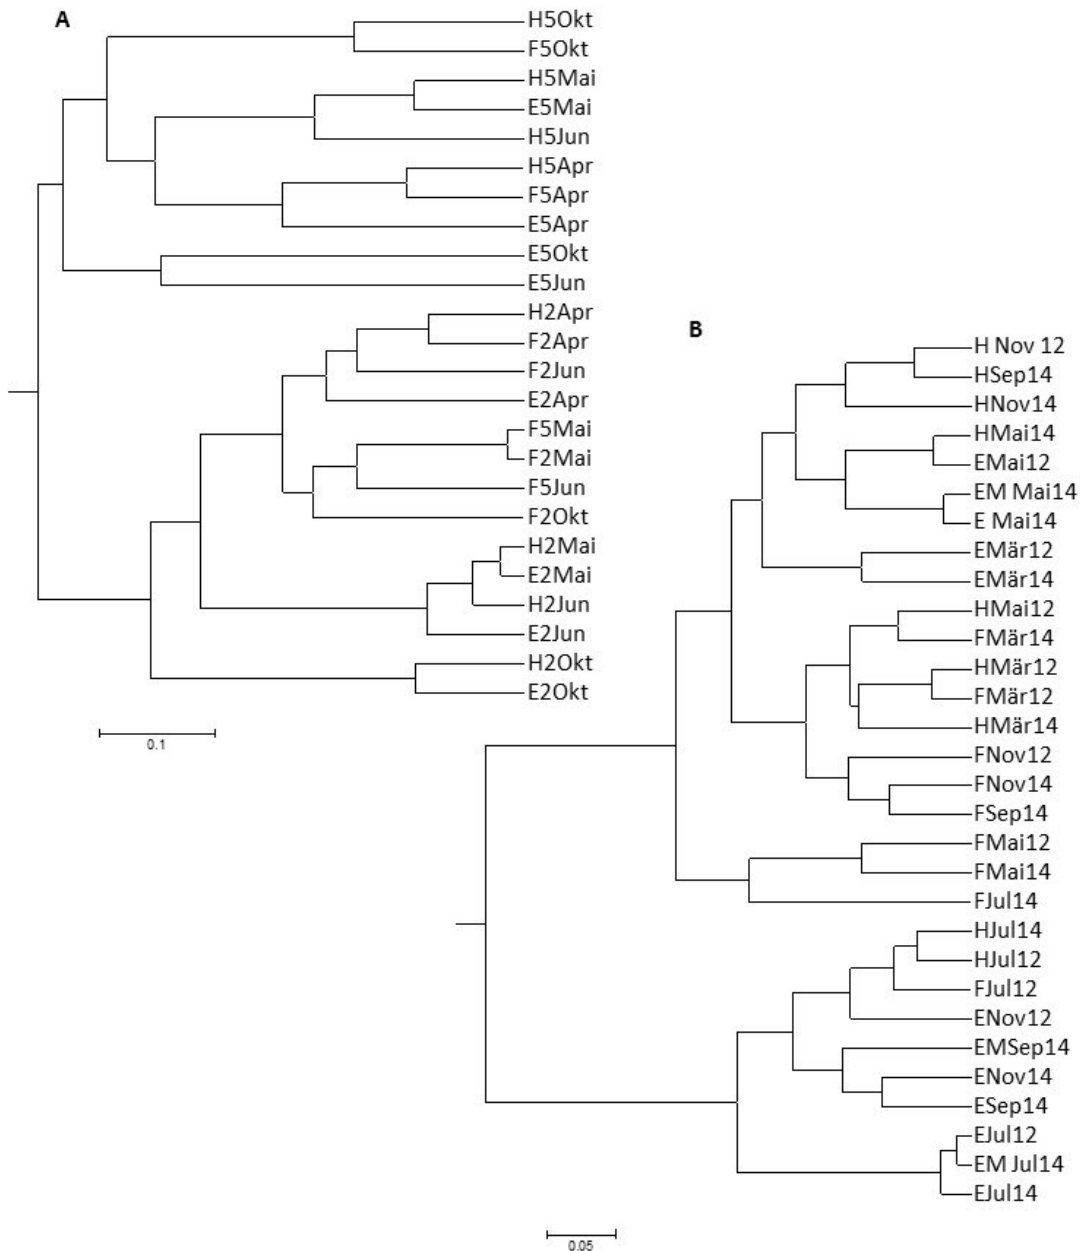 A
H5Okt
F5Okt
H5Mai
E5Mai
H5Jun
H5Apr
F5Apr
E5Apr
E5Okt
E5Jun
H2Apr
F2Apr
F2Jun
E2Apr
F5Mai
F2Mai
F5Jun
F2Okt
H2Mai
E2Mai
H2Jun
E2Jun
H2Okt
E2Okt
0.1
B
H Nov 12
HSep14
HNov14
HMai14
EMai12
EM Mai14
E Mai14
EMär12
EMär14
HMai12
FMär14
HMär12
FMär12
HMär14
FNov12
FNov14
FSep14
FMai12
FMai14
FJul14
HJul14
HJul12
FJul12
ENov12
EMSep14
ENov14
ESep14
EJul12
EM Jul14
EJul14
0.05